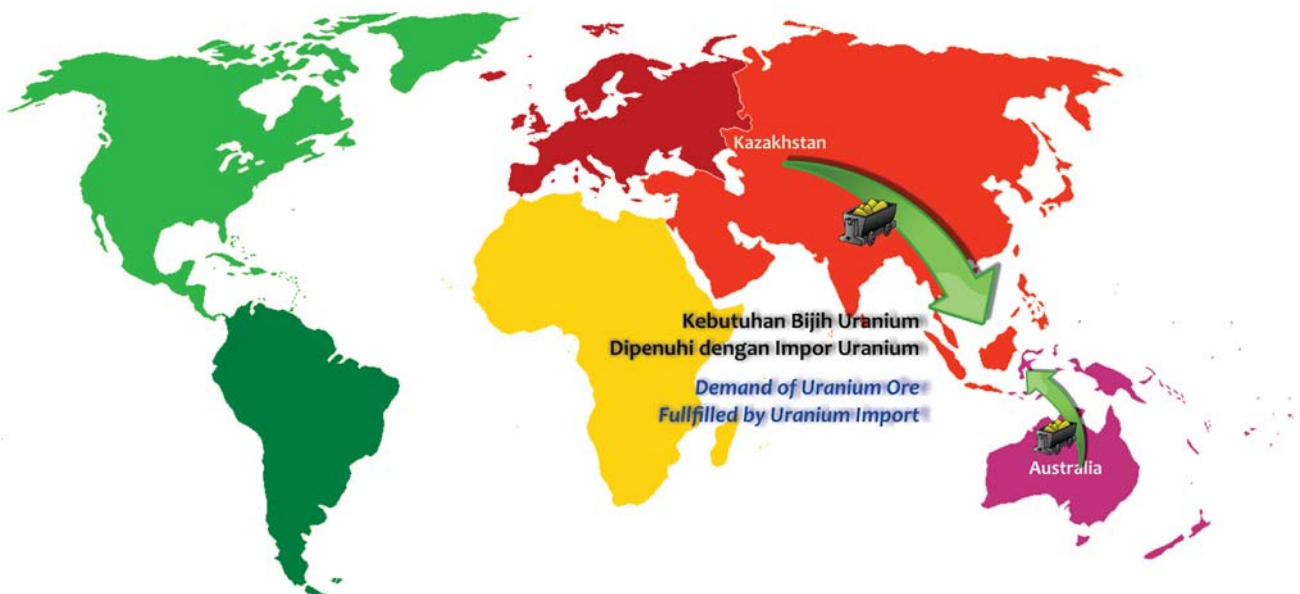 Kazakhstan
Kebutuhan Bijih Uranium
Dipenuhi dengan Impor Uranium
Demand of Uranium Ore
Fullfilled by Uranium Import
Australia